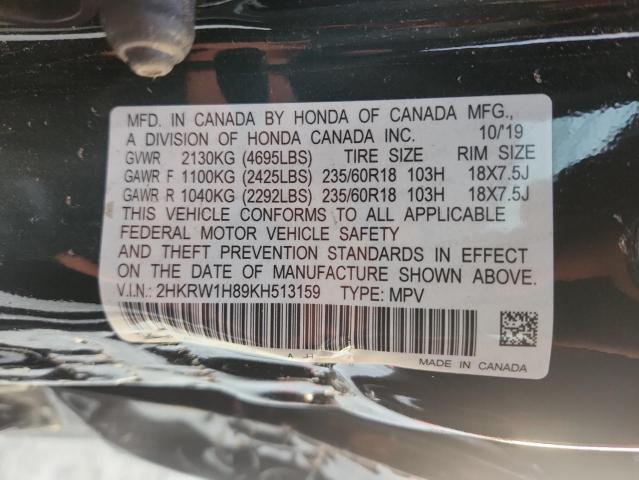 MFD. IN CANADA BY HONDA OF CANADA MFG.,
A DIVISION OF HONDA CANADA INC. 10/'19
GVWR 2130KG (4695LBS) TIRE SIZE RIM SIZE
GAWR F 1100KG (2425LBS) 235/60R18 103H 18X7.5J
GAWR R 1040KG (2292LBS) 235/60R18 103H 18X7.5J
THIS VEHICLE CONFORMS TO ALL APPLICABLE
FEDERAL MOTOR VEHICLE SAFETY
AND THEFT PREVENTION STANDARDS IN EFFECT
ON THE DATE OF MANUFACTURE SHOWN ABOVE.
V.I.N.: 2HKRW1H89KH513159 TYPE: MPV
MADE IN CANADA